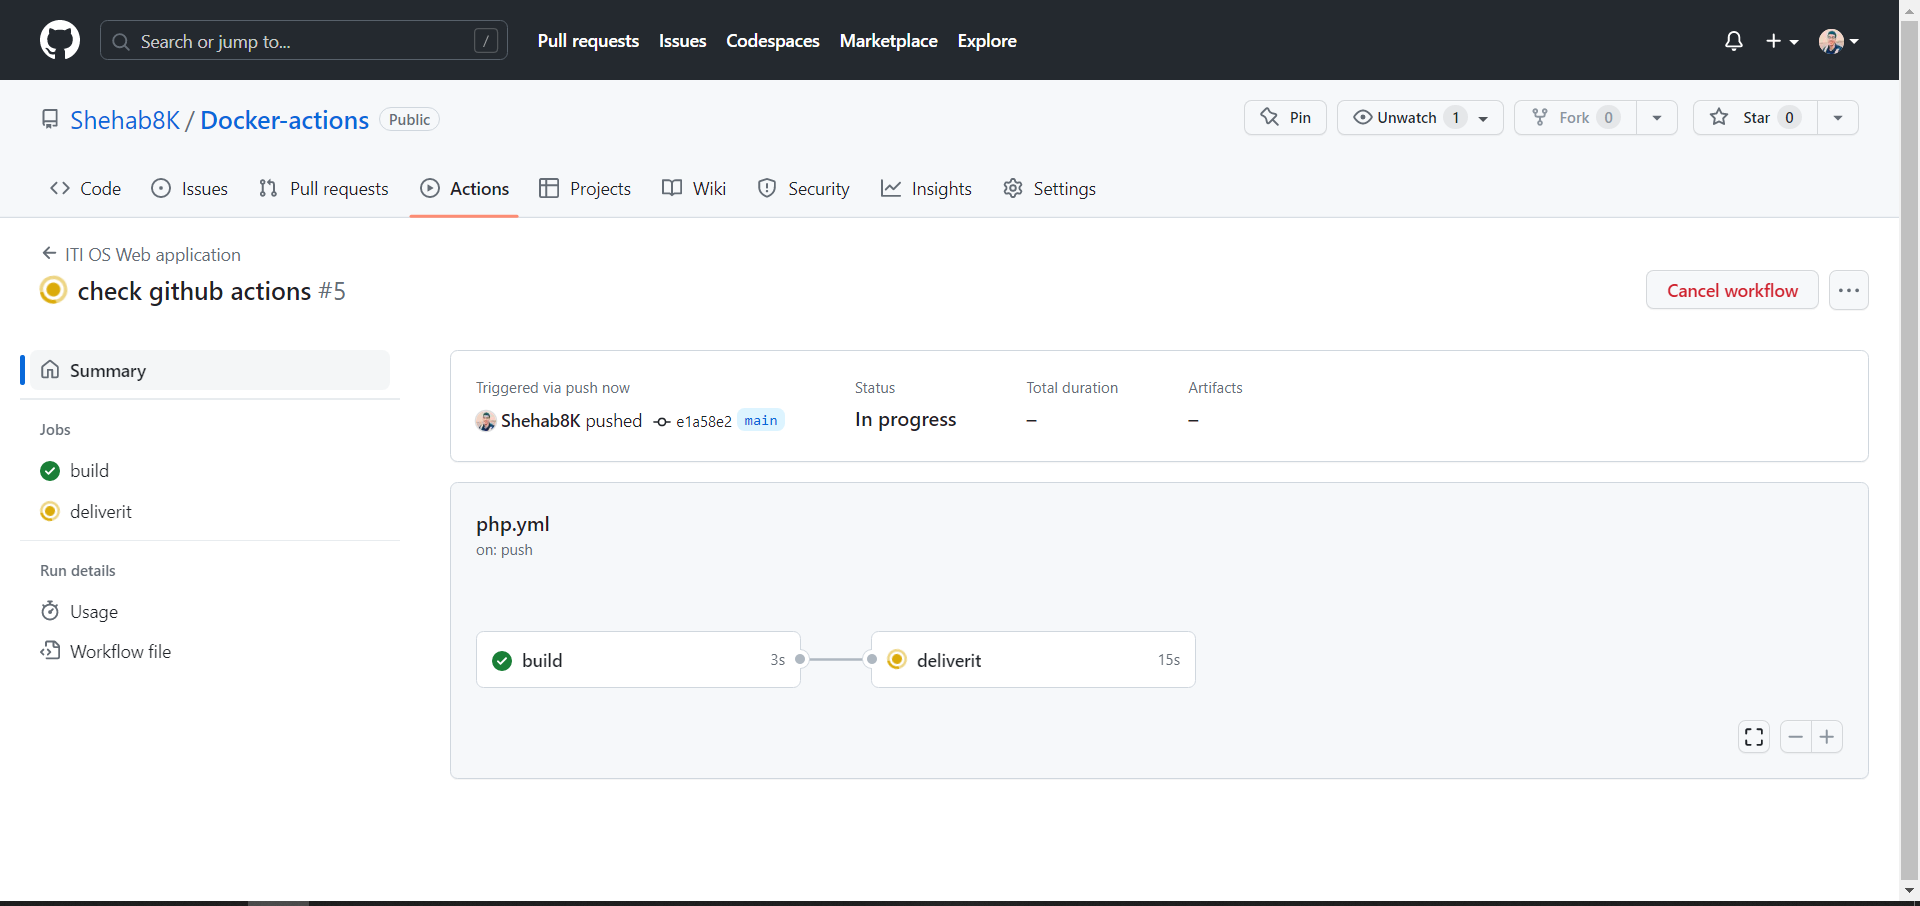 Search or jump to... /
Pull requests Issues Codespaces Marketplace Explore
Shehab8K / Docker-actions Public
Pin Unwatch 1 Fork 0 Star 0
Code Issues Pull requests Actions Projects Wiki Security Insights Settings
ITI OS Web application
check github actions #5
Cancel workflow
Summary
Jobs
build
deliverit
Run details
Usage
Workflow file
Triggered via push now Status Total duration Artifacts
Shehab8K pushed e1a58e2 main In progress – –
php.yml
on: push
build 3s deliverit 15s